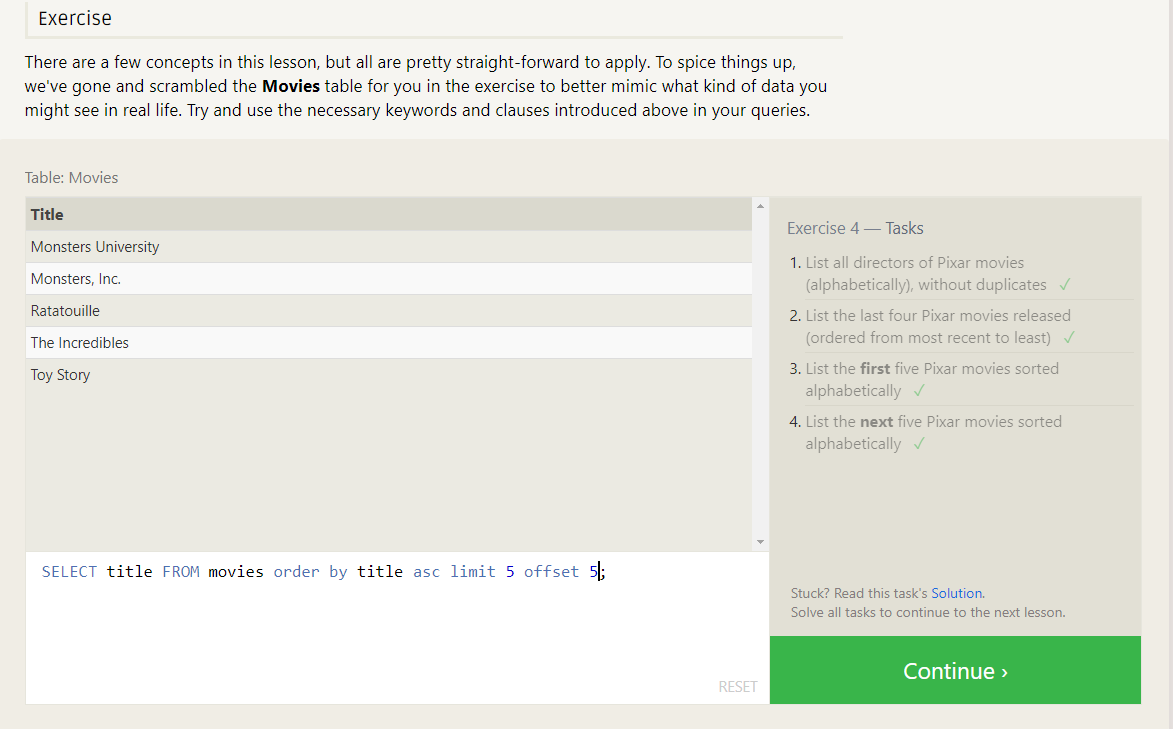 Exercise
There are a few concepts in this lesson, but all are pretty straight-forward to apply. To spice things up,
we've gone and scrambled the Movies table for you in the exercise to better mimic what kind of data you
might see in real life. Try and use the necessary keywords and clauses introduced above in your queries.
Table: Movies
Title
Monsters University
Monsters, Inc.
Ratatouille
The Incredibles
Toy Story
SELECT title FROM movies order by title asc limit 5 offset 5;
RESET
Exercise 4 — Tasks
1. List all directors of Pixar movies
(alphabetically), without duplicates ✓
2. List the last four Pixar movies released
(ordered from most recent to least) ✓
3. List the first five Pixar movies sorted
alphabetically ✓
4. List the next five Pixar movies sorted
alphabetically ✓
Stuck? Read this task's Solution.
Solve all tasks to continue to the next lesson.
Continue ›